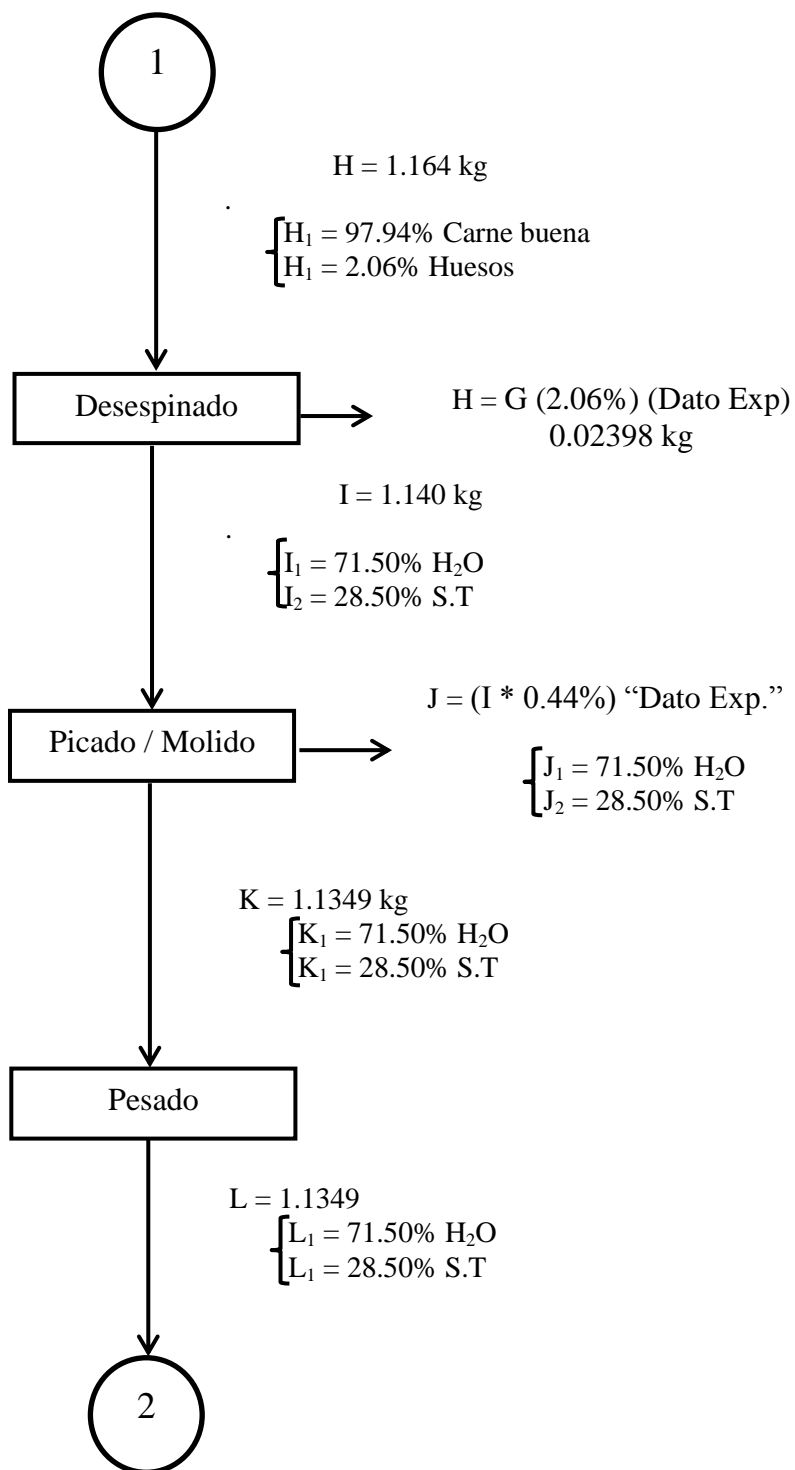 1
H = 1.164 kg
.
H₁ = 97.94% Carne buena
H₁ = 2.06% Huesos
Desespinado
H = G (2.06%) (Dato Exp)
0.02398 kg
I = 1.140 kg
.
I₁ = 71.50% H₂O
I₂ = 28.50% S.T
J = (I * 0.44%) “Dato Exp.”
Picado / Molido
J₁ = 71.50% H₂O
J₂ = 28.50% S.T
K = 1.1349 kg
K₁ = 71.50% H₂O
K₁ = 28.50% S.T
Pesado
L = 1.1349
L₁ = 71.50% H₂O
L₁ = 28.50% S.T
2